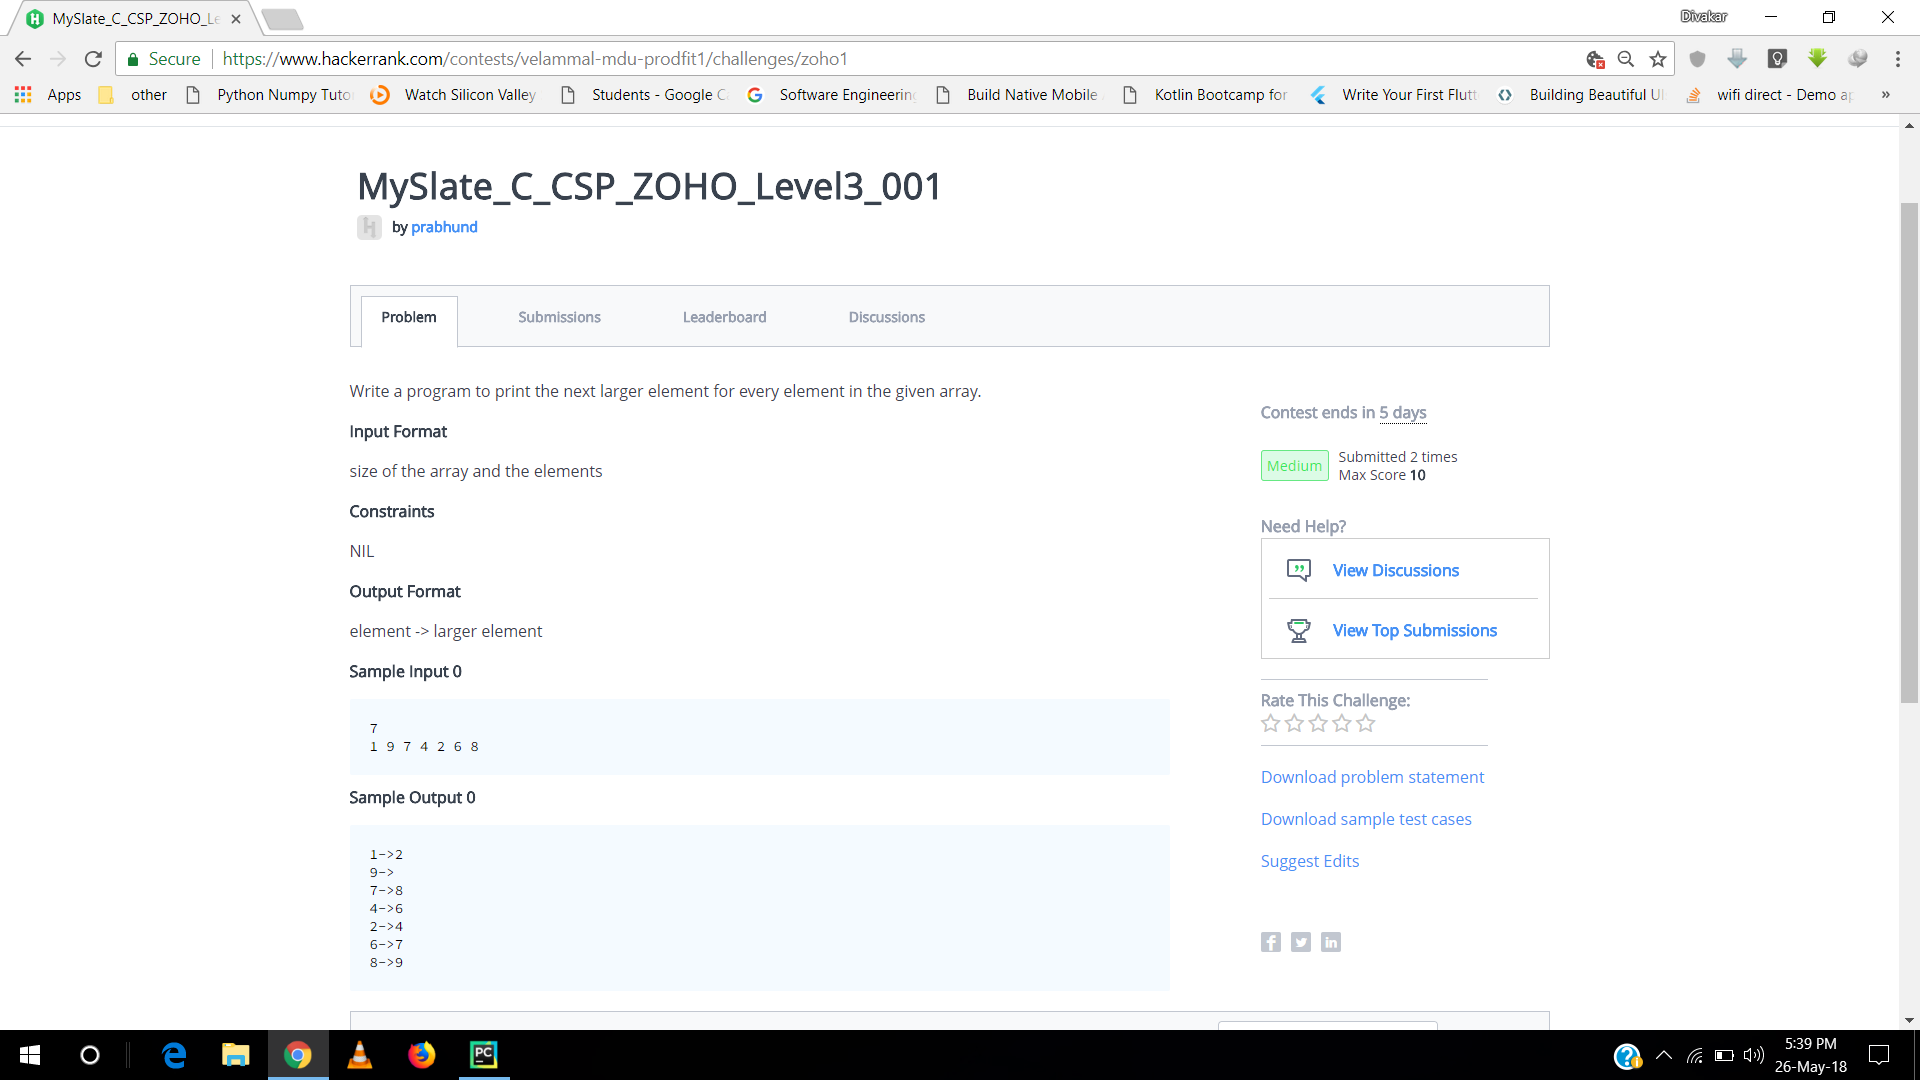 MySlate_C_CSP_ZOHO_Le
Divakar
Secure
https://www.hackerrank.com/contests/velammal-mdu-prodfit1/challenges/zoho1
Apps other Python Numpy Tuto Watch Silicon Valley Students - Google C Software Engineering Build Native Mobile Kotlin Bootcamp for Write Your First Flutt Building Beautiful UI wifi direct - Demo ap »
MySlate_C_CSP_ZOHO_Level3_001
by prabhund
Problem Submissions Leaderboard Discussions
Write a program to print the next larger element for every element in the given array.
Input Format
size of the array and the elements
Constraints
NIL
Output Format
element -> larger element
Sample Input 0
7
1 9 7 4 2 6 8
Sample Output 0
1->2
9->
7->8
4->6
2->4
6->7
8->9
Contest ends in 5 days
Medium
Submitted 2 times
Max Score 10
Need Help?
View Discussions
View Top Submissions
Rate This Challenge:
Download problem statement
Download sample test cases
Suggest Edits
PC
5:39 PM
26-May-18